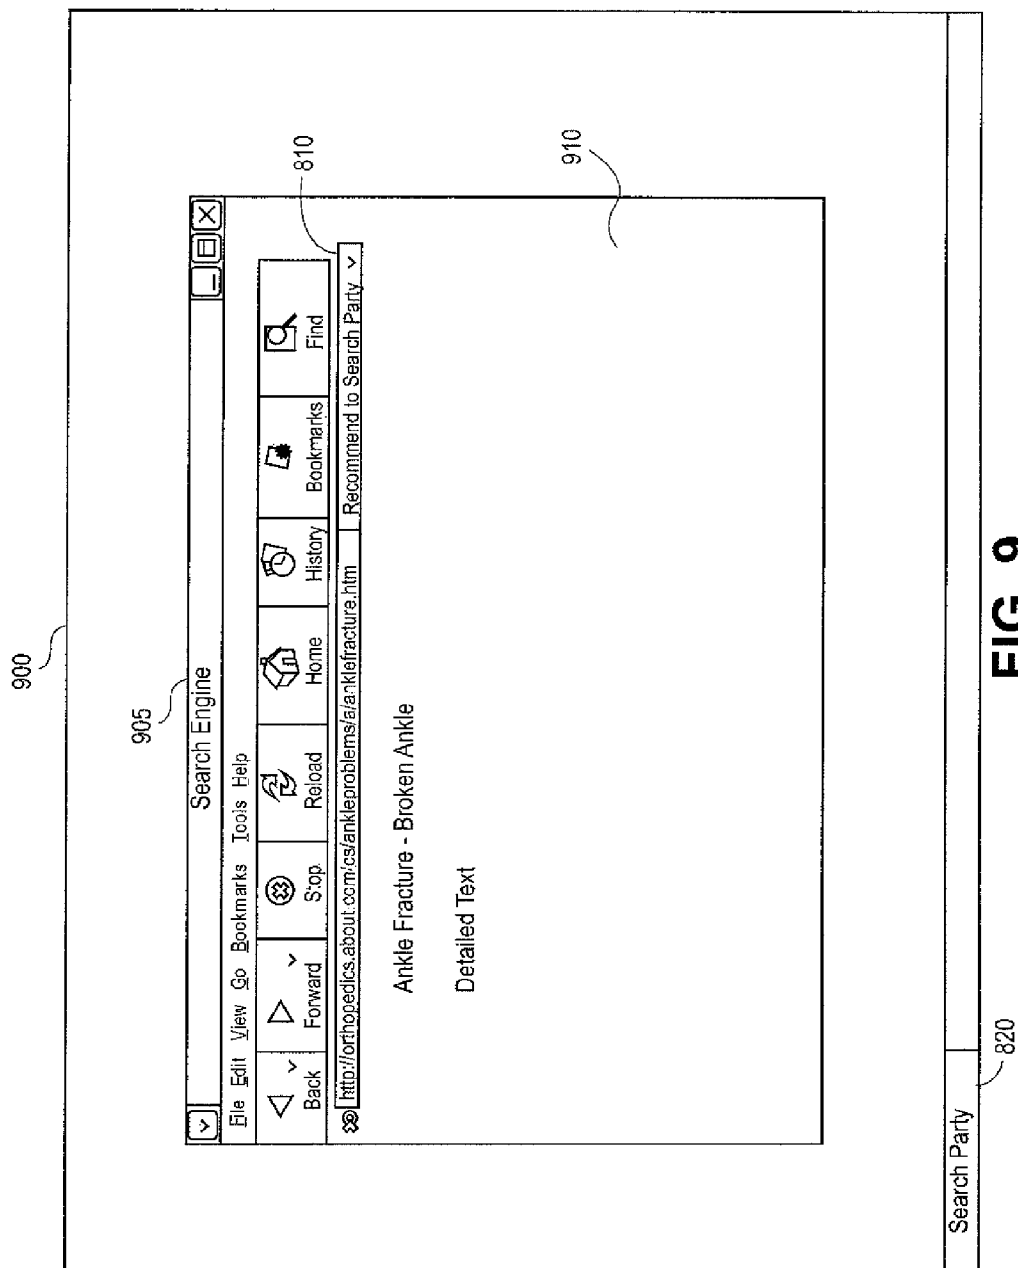 900
905
Search Engine
File Edit View Go Bookmarks Tools Help
Back Forward Stop Reload Home History Bookmarks Find
810
http://orthopedics.about.com/cs/ankleproblems/a/anklefracture.htm Recommend to Search Party
Ankle Fracture - Broken Ankle
Detailed Text
910
Search Party
820
FIG. 9